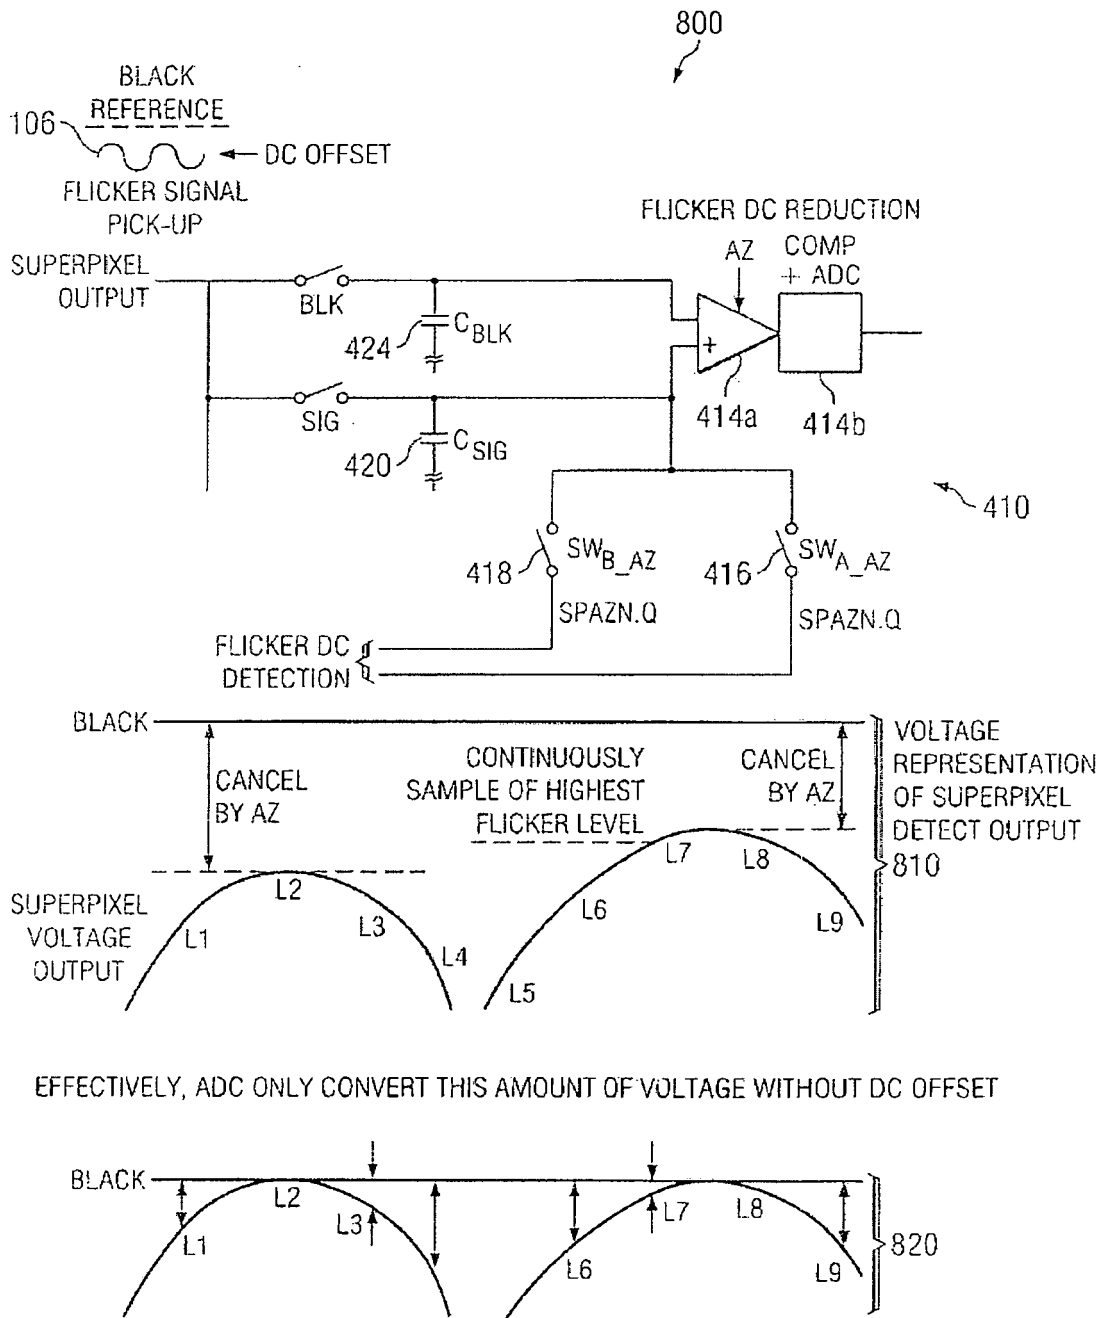 800
BLACK
REFERENCE
106
DC OFFSET
FLICKER SIGNAL
PICK-UP
SUPERPIXEL
OUTPUT
FLICKER DC REDUCTION
AZ
COMP
+ ADC
BLK
424
CBLK
+
414a
414b
SIG
420
CSIG
410
418
SWB_AZ
416
SWA_AZ
SPAZN.Q
SPAZN.Q
FLICKER DC
DETECTION
BLACK
CANCEL
BY AZ
CONTINUOUSLY
SAMPLE OF HIGHEST
FLICKER LEVEL
CANCEL
BY AZ
VOLTAGE
REPRESENTATION
OF SUPERPIXEL
DETECT OUTPUT
810
SUPERPIXEL
VOLTAGE
OUTPUT
L1
L2
L3
L4
L5
L6
L7
L8
L9
EFFECTIVELY, ADC ONLY CONVERT THIS AMOUNT OF VOLTAGE WITHOUT DC OFFSET
BLACK
L1
L2
L3
L6
L7
L8
L9
820